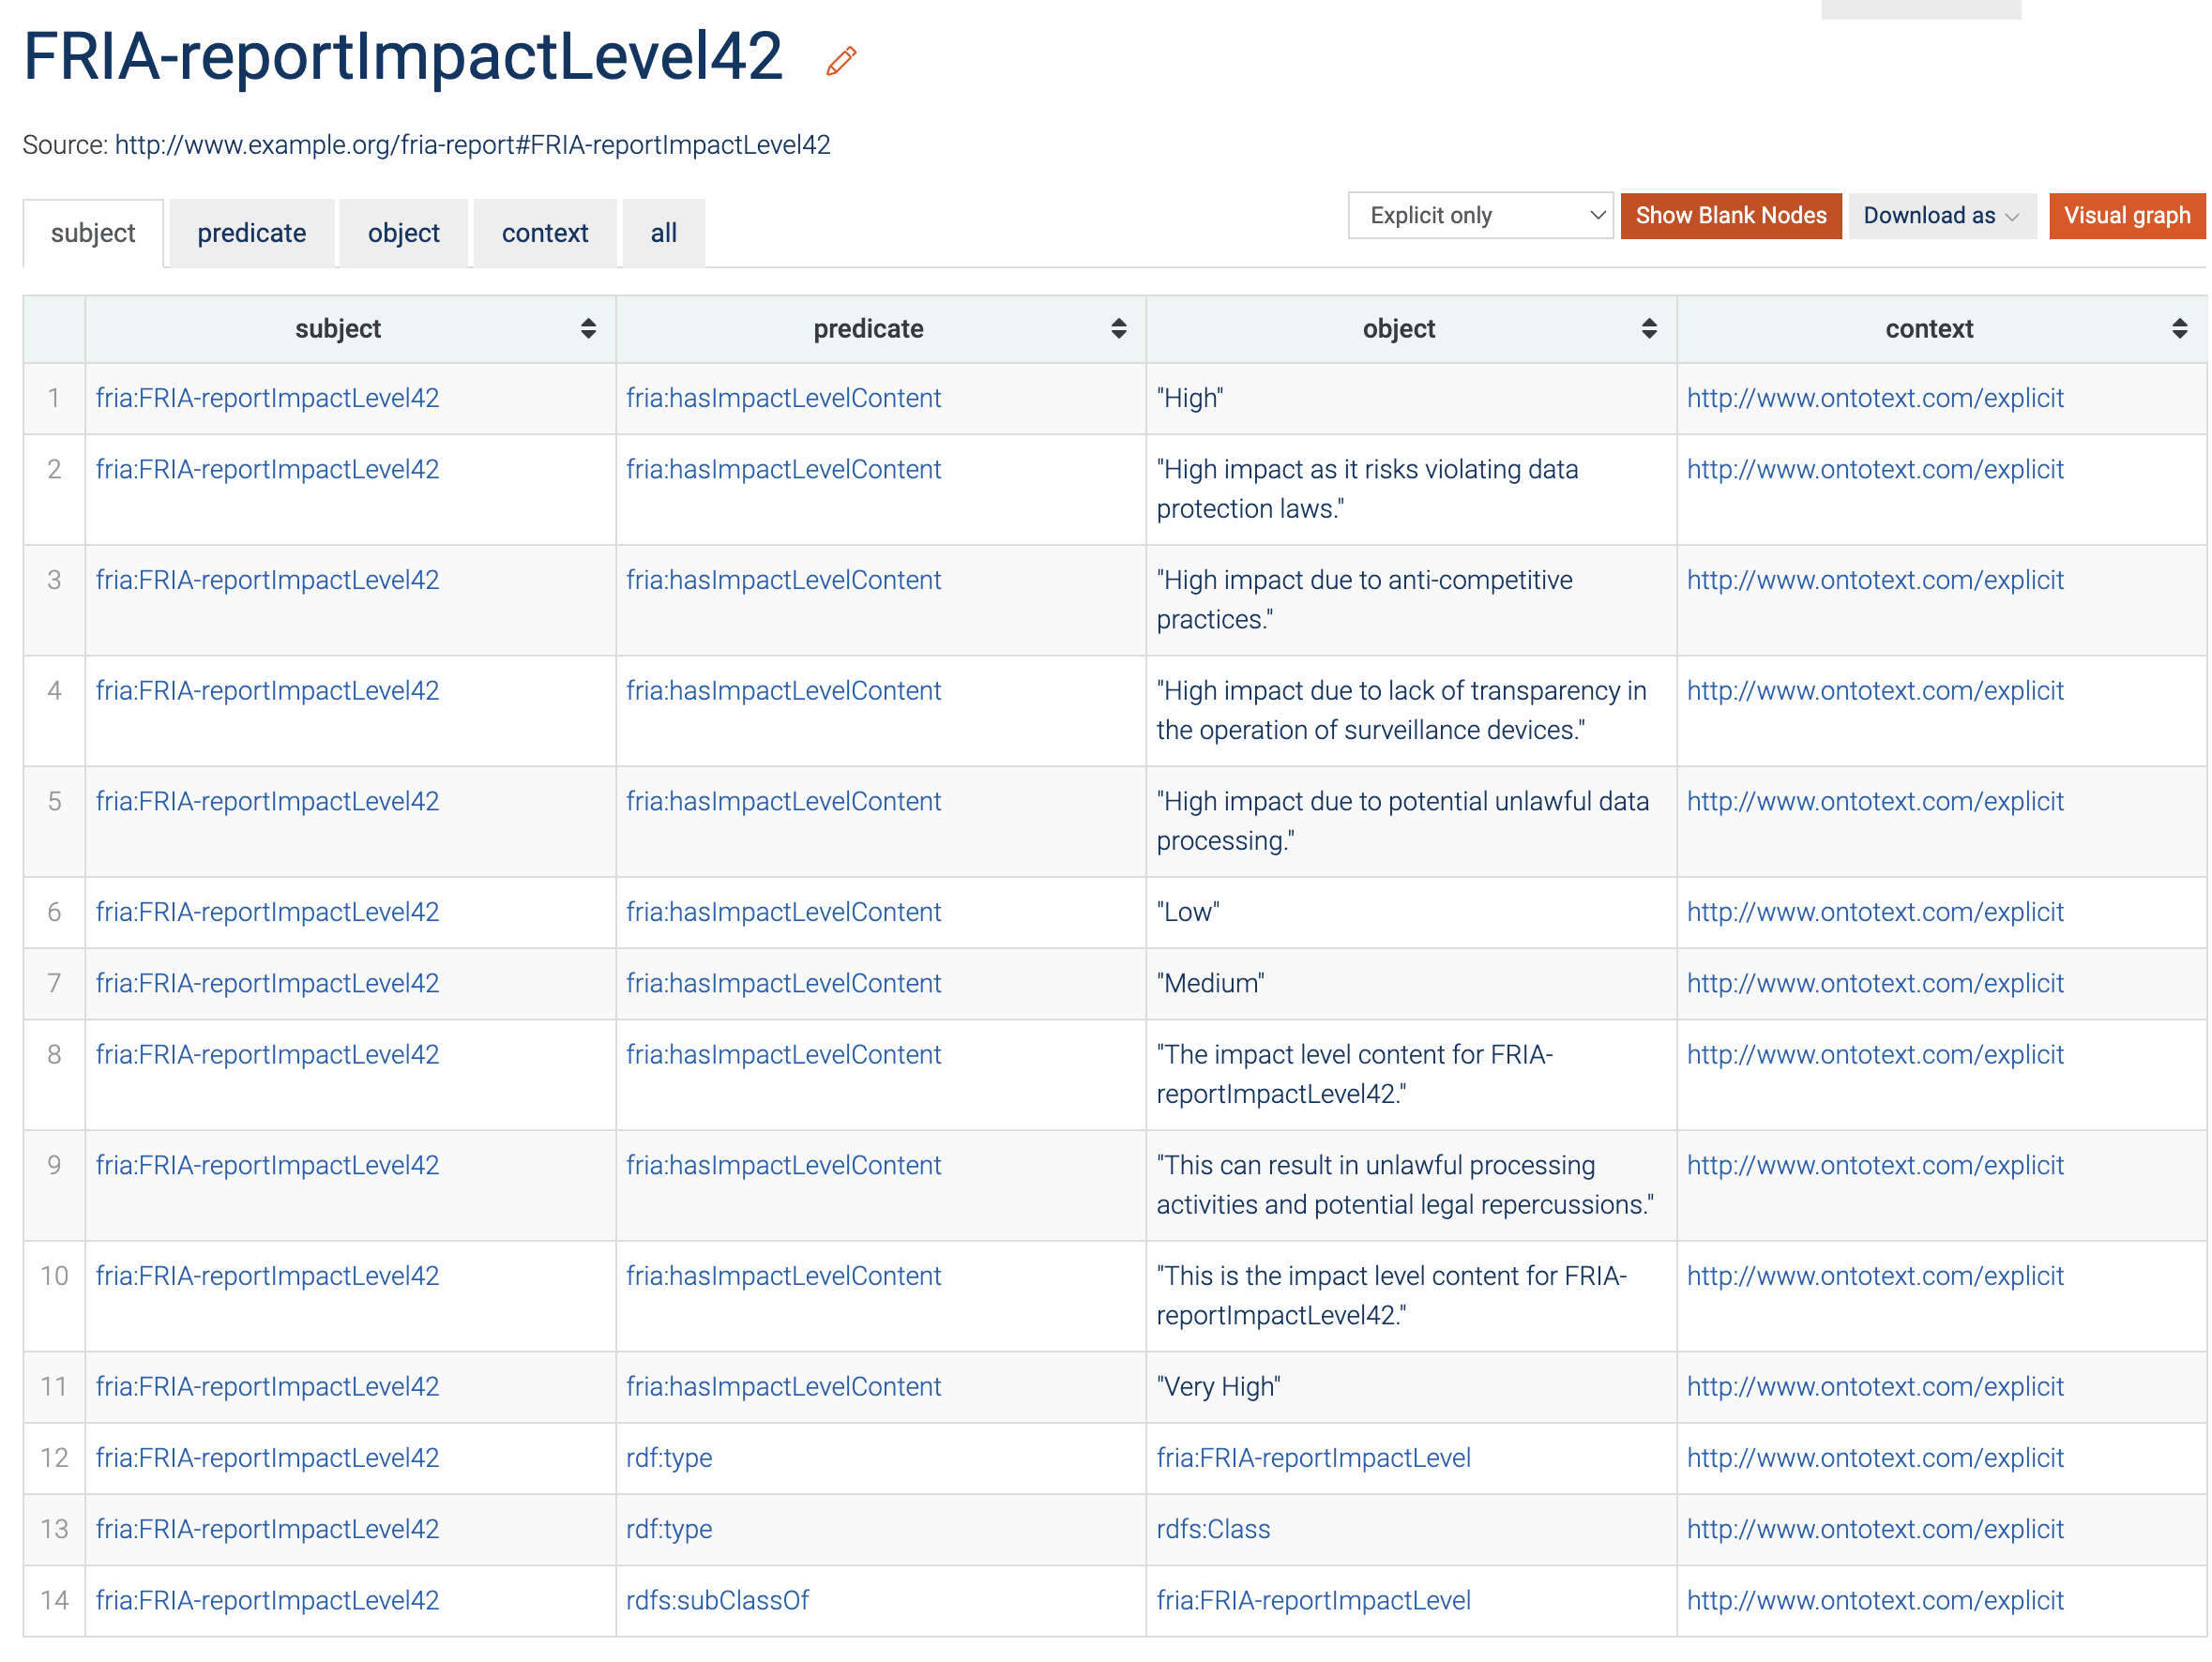 FRIA-reportImpactLevel42
Source: http://www.example.org/fria-report#FRIA-reportImpactLevel42
subject predicate object context all Explicit only Show Blank Nodes Download as Visual graph
subject predicate object context
1 fria:FRIA-reportImpactLevel42 fria:hasImpactLevelContent "High" http://www.ontotext.com/explicit
2 fria:FRIA-reportImpactLevel42 fria:hasImpactLevelContent "High impact as it risks violating data http://www.ontotext.com/explicit
protection laws."
3 fria:FRIA-reportImpactLevel42 fria:hasImpactLevelContent "High impact due to anti-competitive http://www.ontotext.com/explicit
practices."
4 fria:FRIA-reportImpactLevel42 fria:hasImpactLevelContent "High impact due to lack of transparency in http://www.ontotext.com/explicit
the operation of surveillance devices."
5 fria:FRIA-reportImpactLevel42 fria:hasImpactLevelContent "High impact due to potential unlawful data http://www.ontotext.com/explicit
processing."
6 fria:FRIA-reportImpactLevel42 fria:hasImpactLevelContent "Low" http://www.ontotext.com/explicit
7 fria:FRIA-reportImpactLevel42 fria:hasImpactLevelContent "Medium" http://www.ontotext.com/explicit
8 fria:FRIA-reportImpactLevel42 fria:hasImpactLevelContent "The impact level content for FRIA- http://www.ontotext.com/explicit
reportImpactLevel42."
9 fria:FRIA-reportImpactLevel42 fria:hasImpactLevelContent "This can result in unlawful processing http://www.ontotext.com/explicit
activities and potential legal repercussions."
10 fria:FRIA-reportImpactLevel42 fria:hasImpactLevelContent "This is the impact level content for FRIA- http://www.ontotext.com/explicit
reportImpactLevel42."
11 fria:FRIA-reportImpactLevel42 fria:hasImpactLevelContent "Very High" http://www.ontotext.com/explicit
12 fria:FRIA-reportImpactLevel42 rdf:type fria:FRIA-reportImpactLevel http://www.ontotext.com/explicit
13 fria:FRIA-reportImpactLevel42 rdf:type rdfs:Class http://www.ontotext.com/explicit
14 fria:FRIA-reportImpactLevel42 rdfs:subClassOf fria:FRIA-reportImpactLevel http://www.ontotext.com/explicit